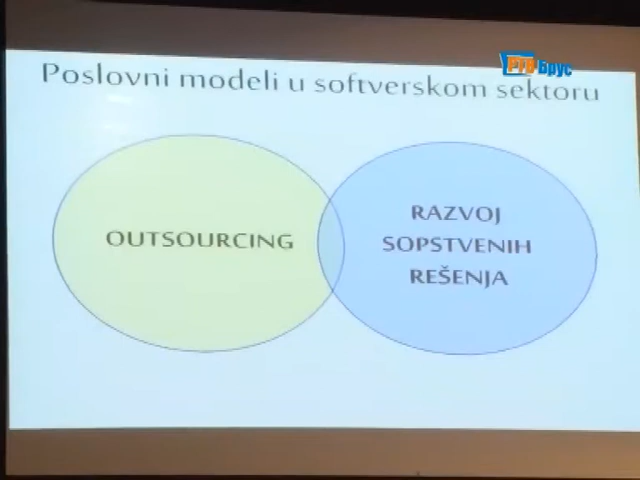 РТВ Брус
Poslovni modeli u softverskom sektoru
OUTSOURCING
RAZVOJ
SOPSTVENIH
REŠENJA